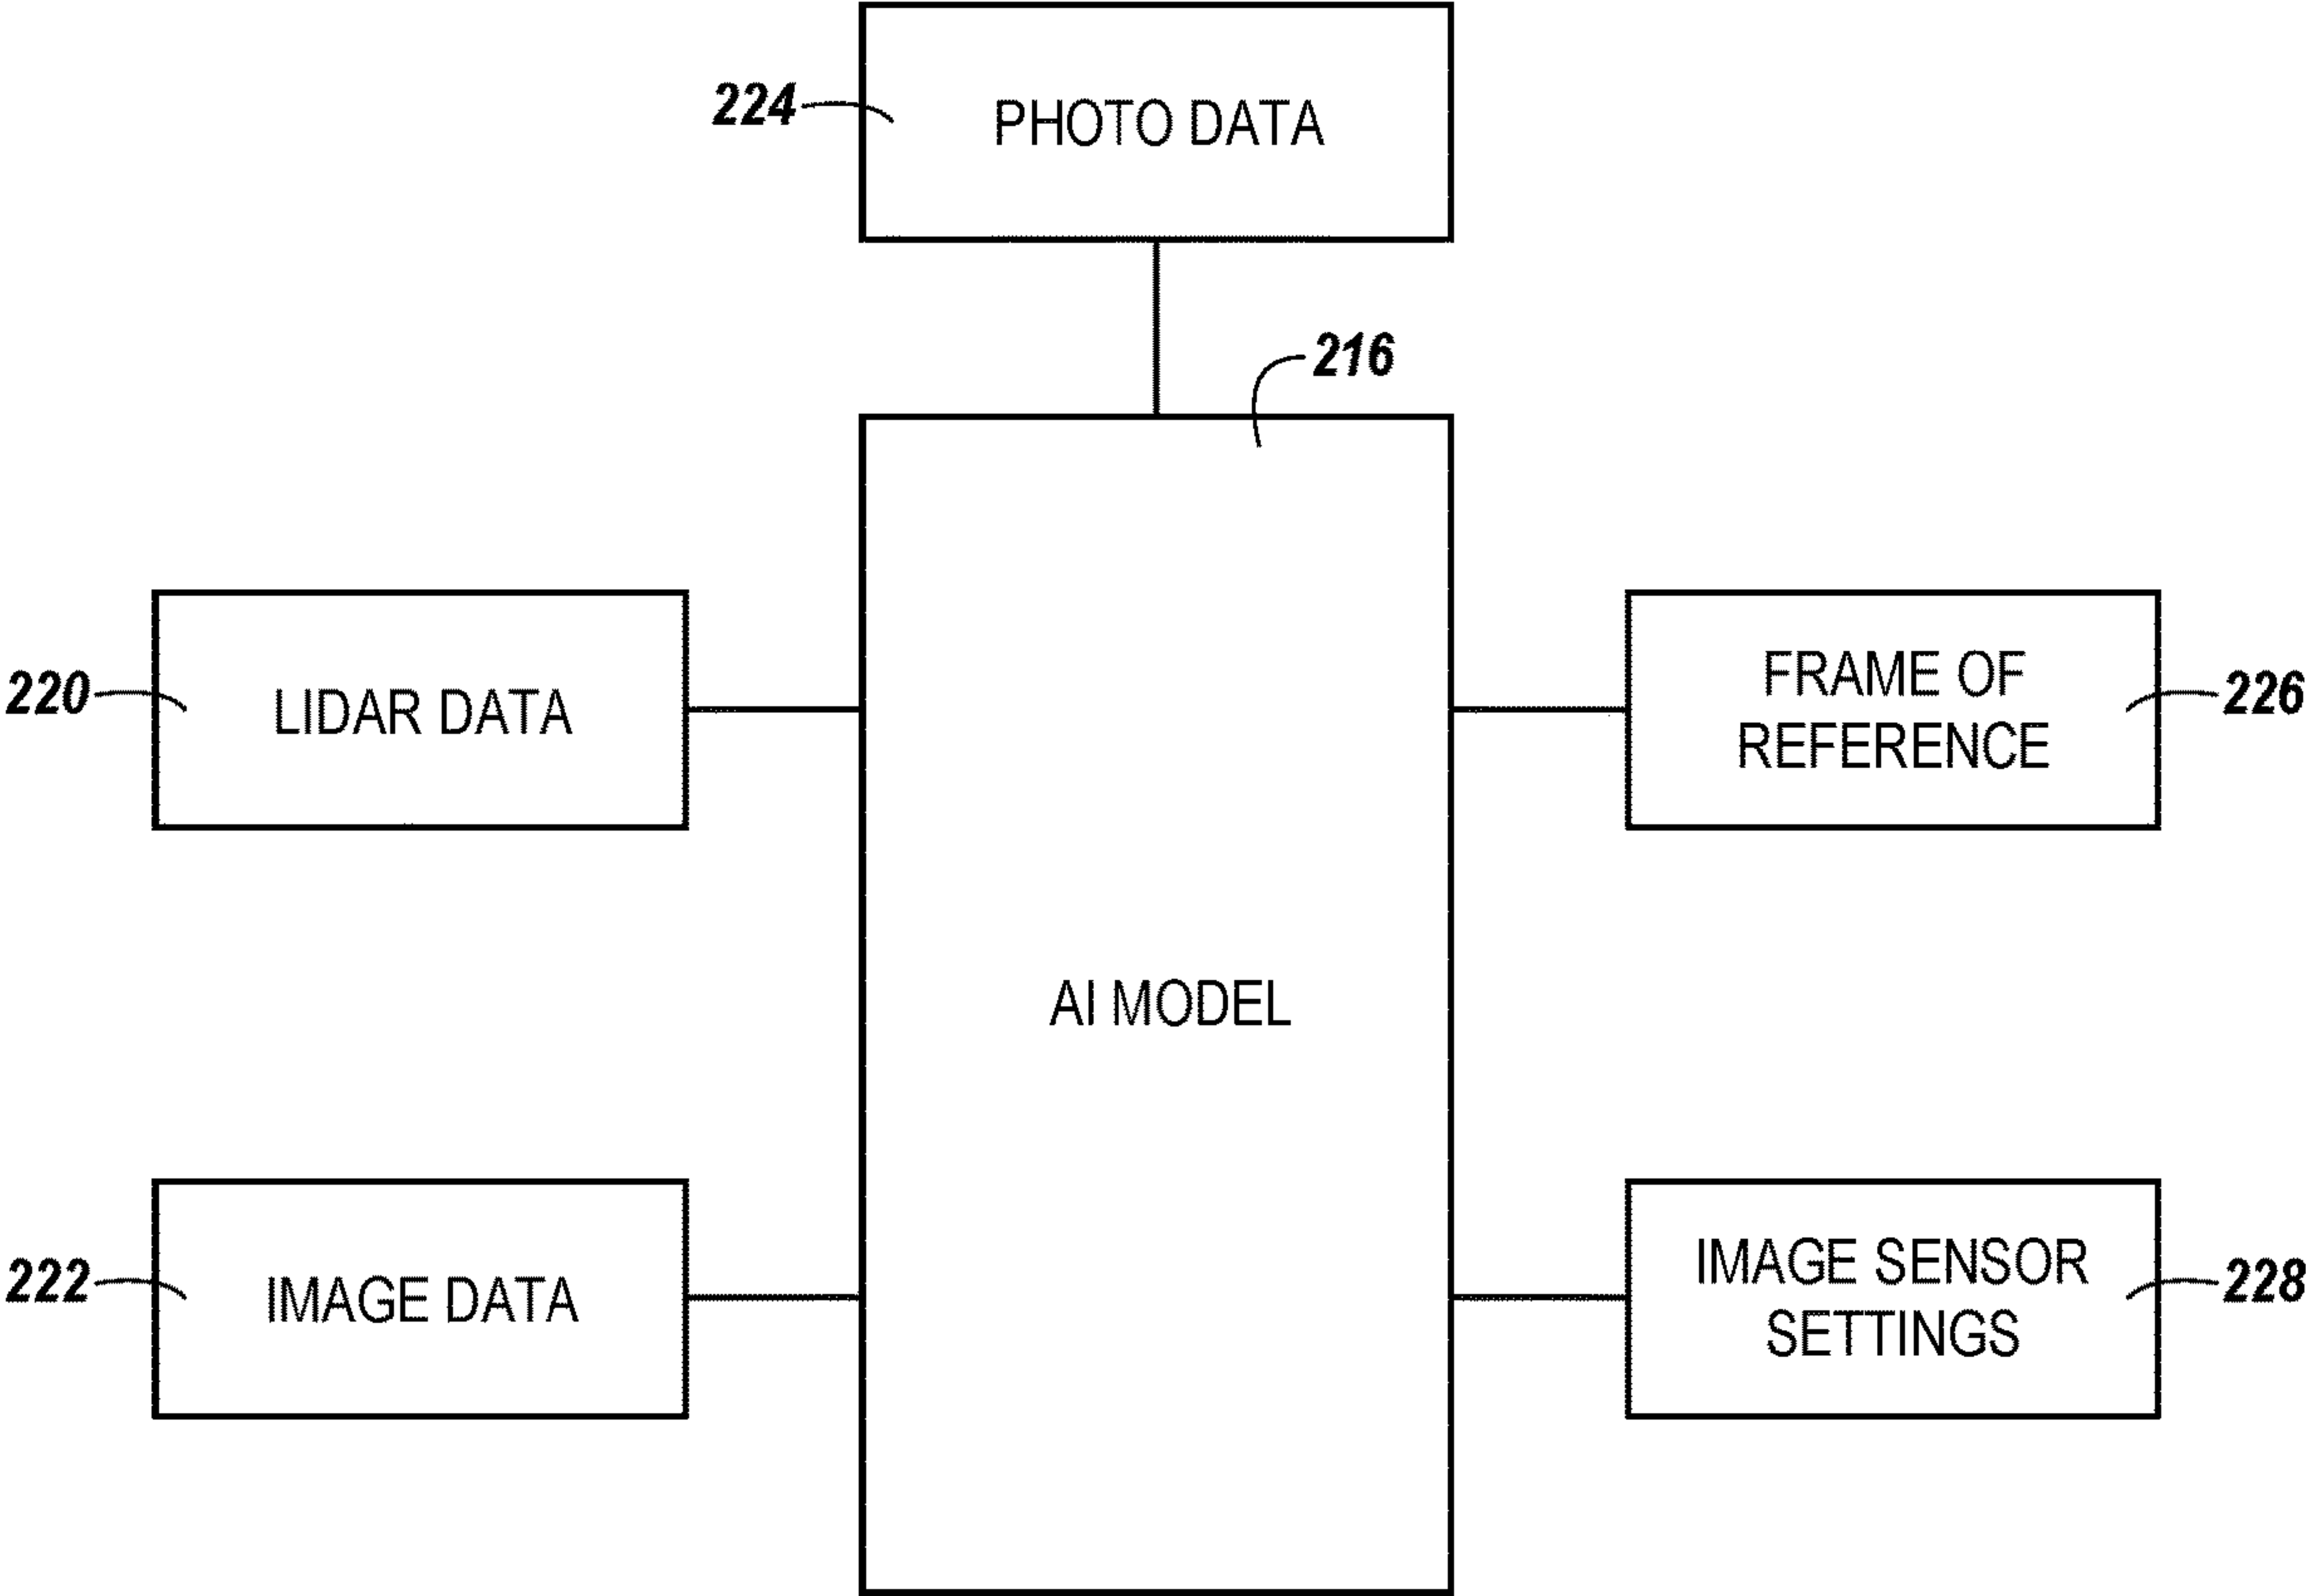 224
PHOTO DATA
216
220
LIDAR DATA
FRAME OF
REFERENCE
226
AI MODEL
222
IMAGE DATA
IMAGE SENSOR
SETTINGS
228